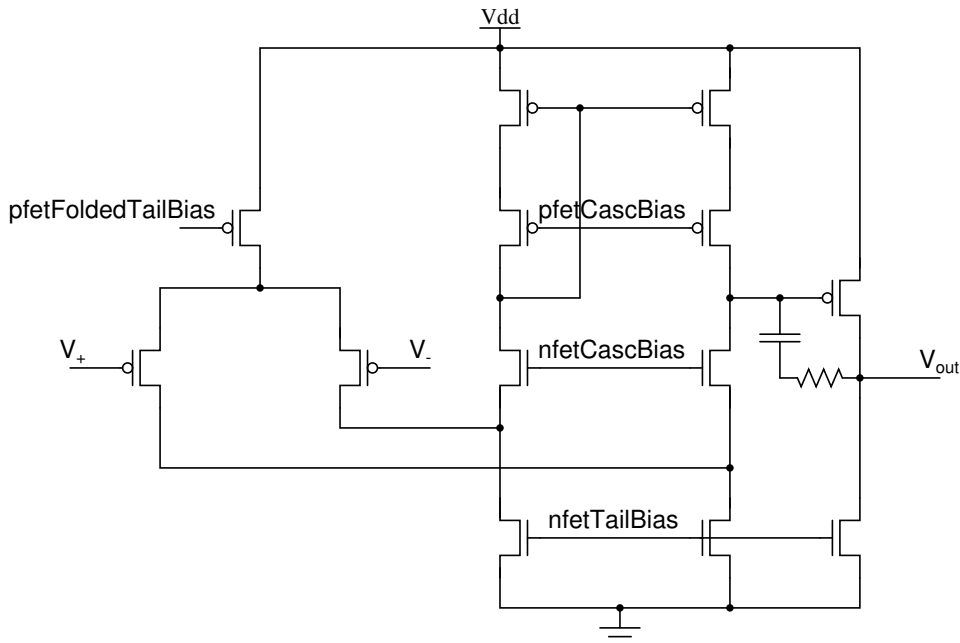 Vdd
pfetFoldedTailBias
pfetCascBias
V+
V-
nfetCascBias
Vout
nfetTailBias